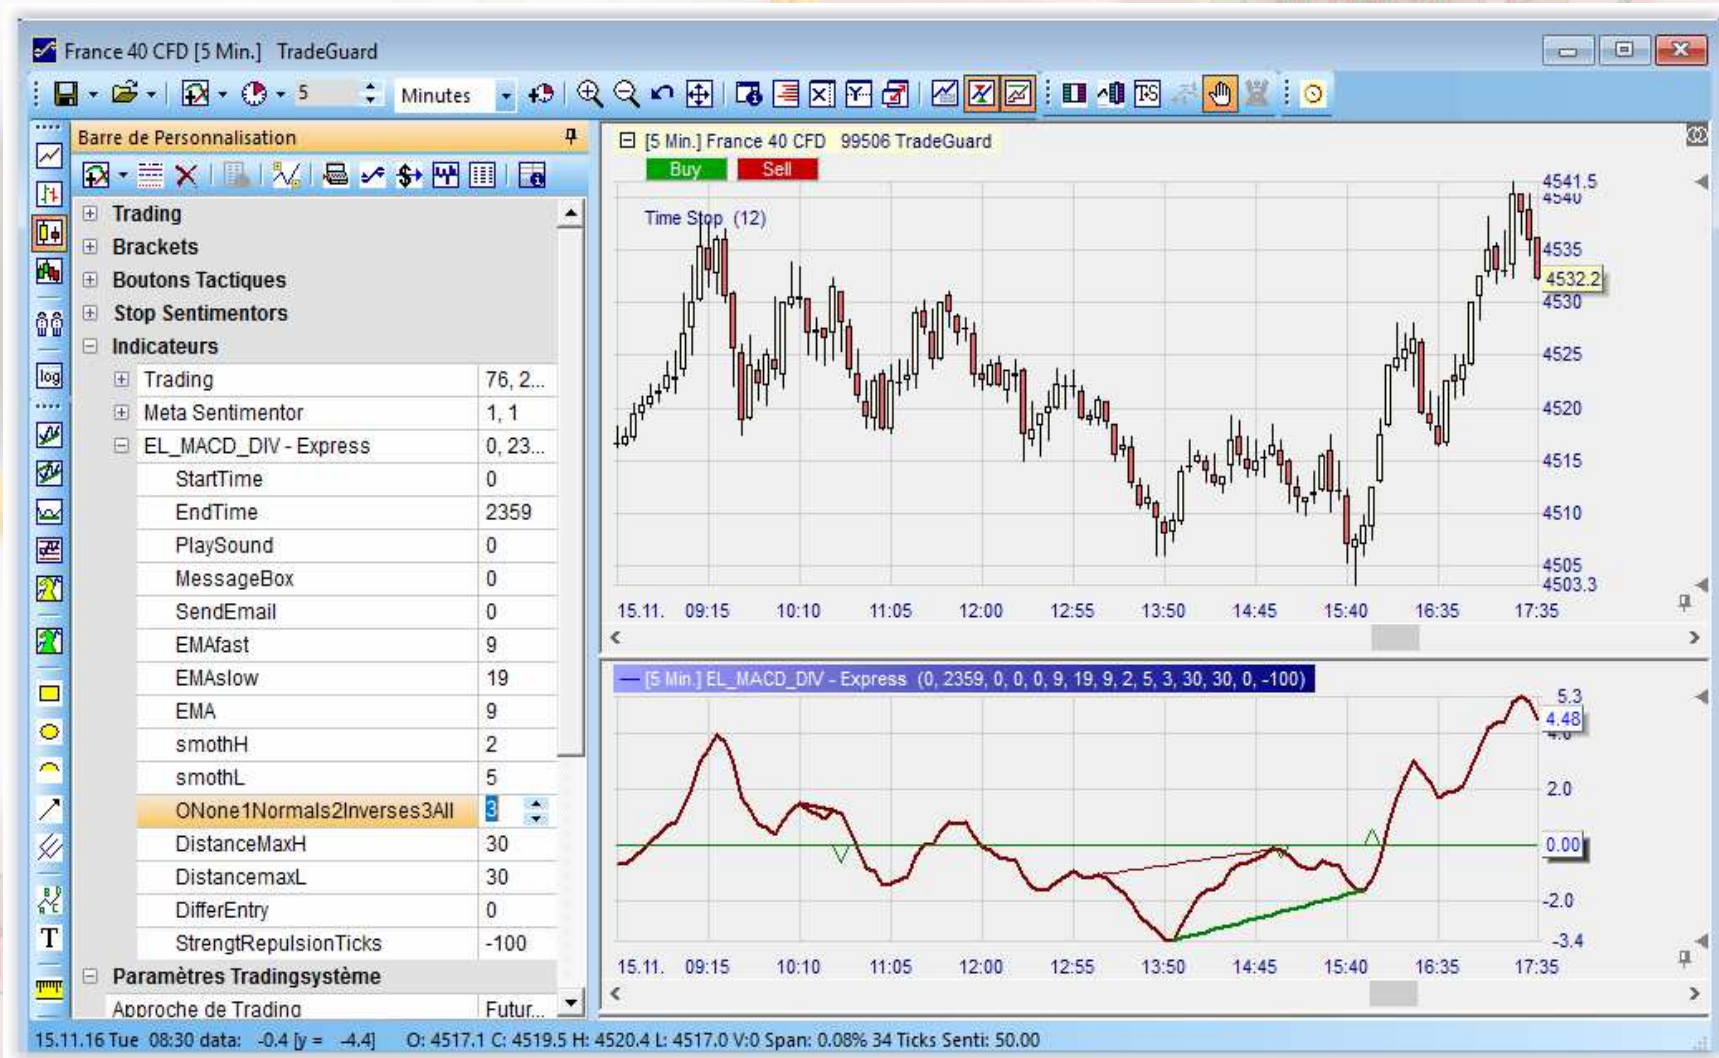 France 40 CFD [5 Min.] TradeGuard
5 Minutes
TS
Barre de Personnalisation
Trading
Brackets
Boutons Tactiques
Stop Sentimentors
Indicateurs
Trading 76, 2...
Meta Sentimentor 1, 1
EL_MACD_DIV - Express 0, 23...
StartTime 0
EndTime 2359
PlaySound 0
MessageBox 0
SendEmail 0
EMAfast 9
EMAslow 19
EMA 9
smothH 2
smothL 5
ONone1Normals2Inverses3All 3
DistanceMaxH 30
DistancemaxL 30
DifferEntry 0
StrengtRepulsionTicks -100
Paramètres Tradingsystème
Approche de Trading Futur...
log
T
[5 Min.] France 40 CFD 99506 TradeGuard
Buy Sell
Time Stop (12)
4541.5
4540
4535
4532.2
4530
4525
4520
4515
4510
4505
4503.3
15.11. 09:15 10:10 11:05 12:00 12:55 13:50 14:45 15:40 16:35 17:35
[5 Min.] EL_MACD_DIV - Express (0, 2359, 0, 0, 0, 9, 19, 9, 2, 5, 3, 30, 30, 0, -100)
5.3
4.48
4.0
2.0
0.00
-2.0
-3.4
15.11. 09:15 10:10 11:05 12:00 12:55 13:50 14:45 15:40 16:35 17:35
15.11.16 Tue 08:30 data: -0.4 [y = -4.4] O: 4517.1 C: 4519.5 H: 4520.4 L: 4517.0 V:0 Span: 0.08% 34 Ticks Senti: 50.00